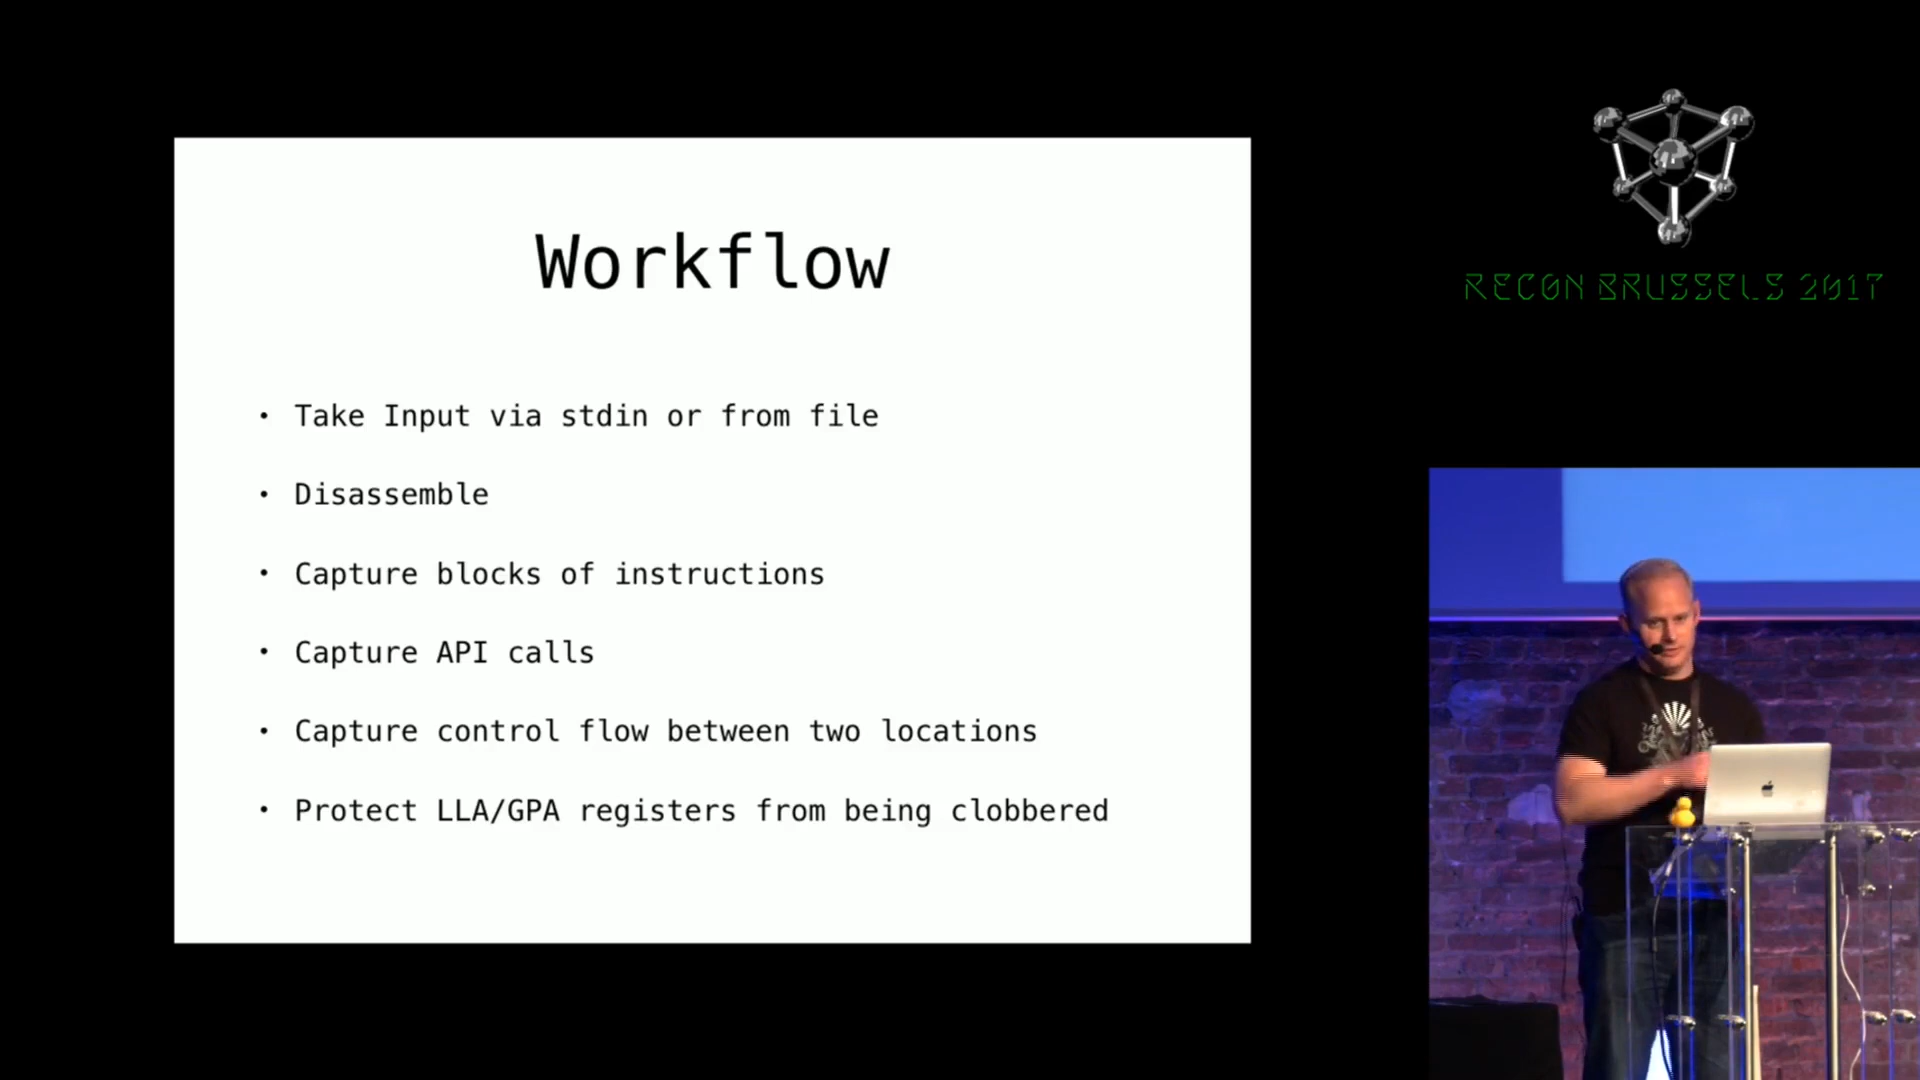 Workflow
• Take Input via stdin or from file
• Disassemble
• Capture blocks of instructions
• Capture API calls
• Capture control flow between two locations
• Protect LLA/GPA registers from being clobbered
RECON BRUSSELS 2017